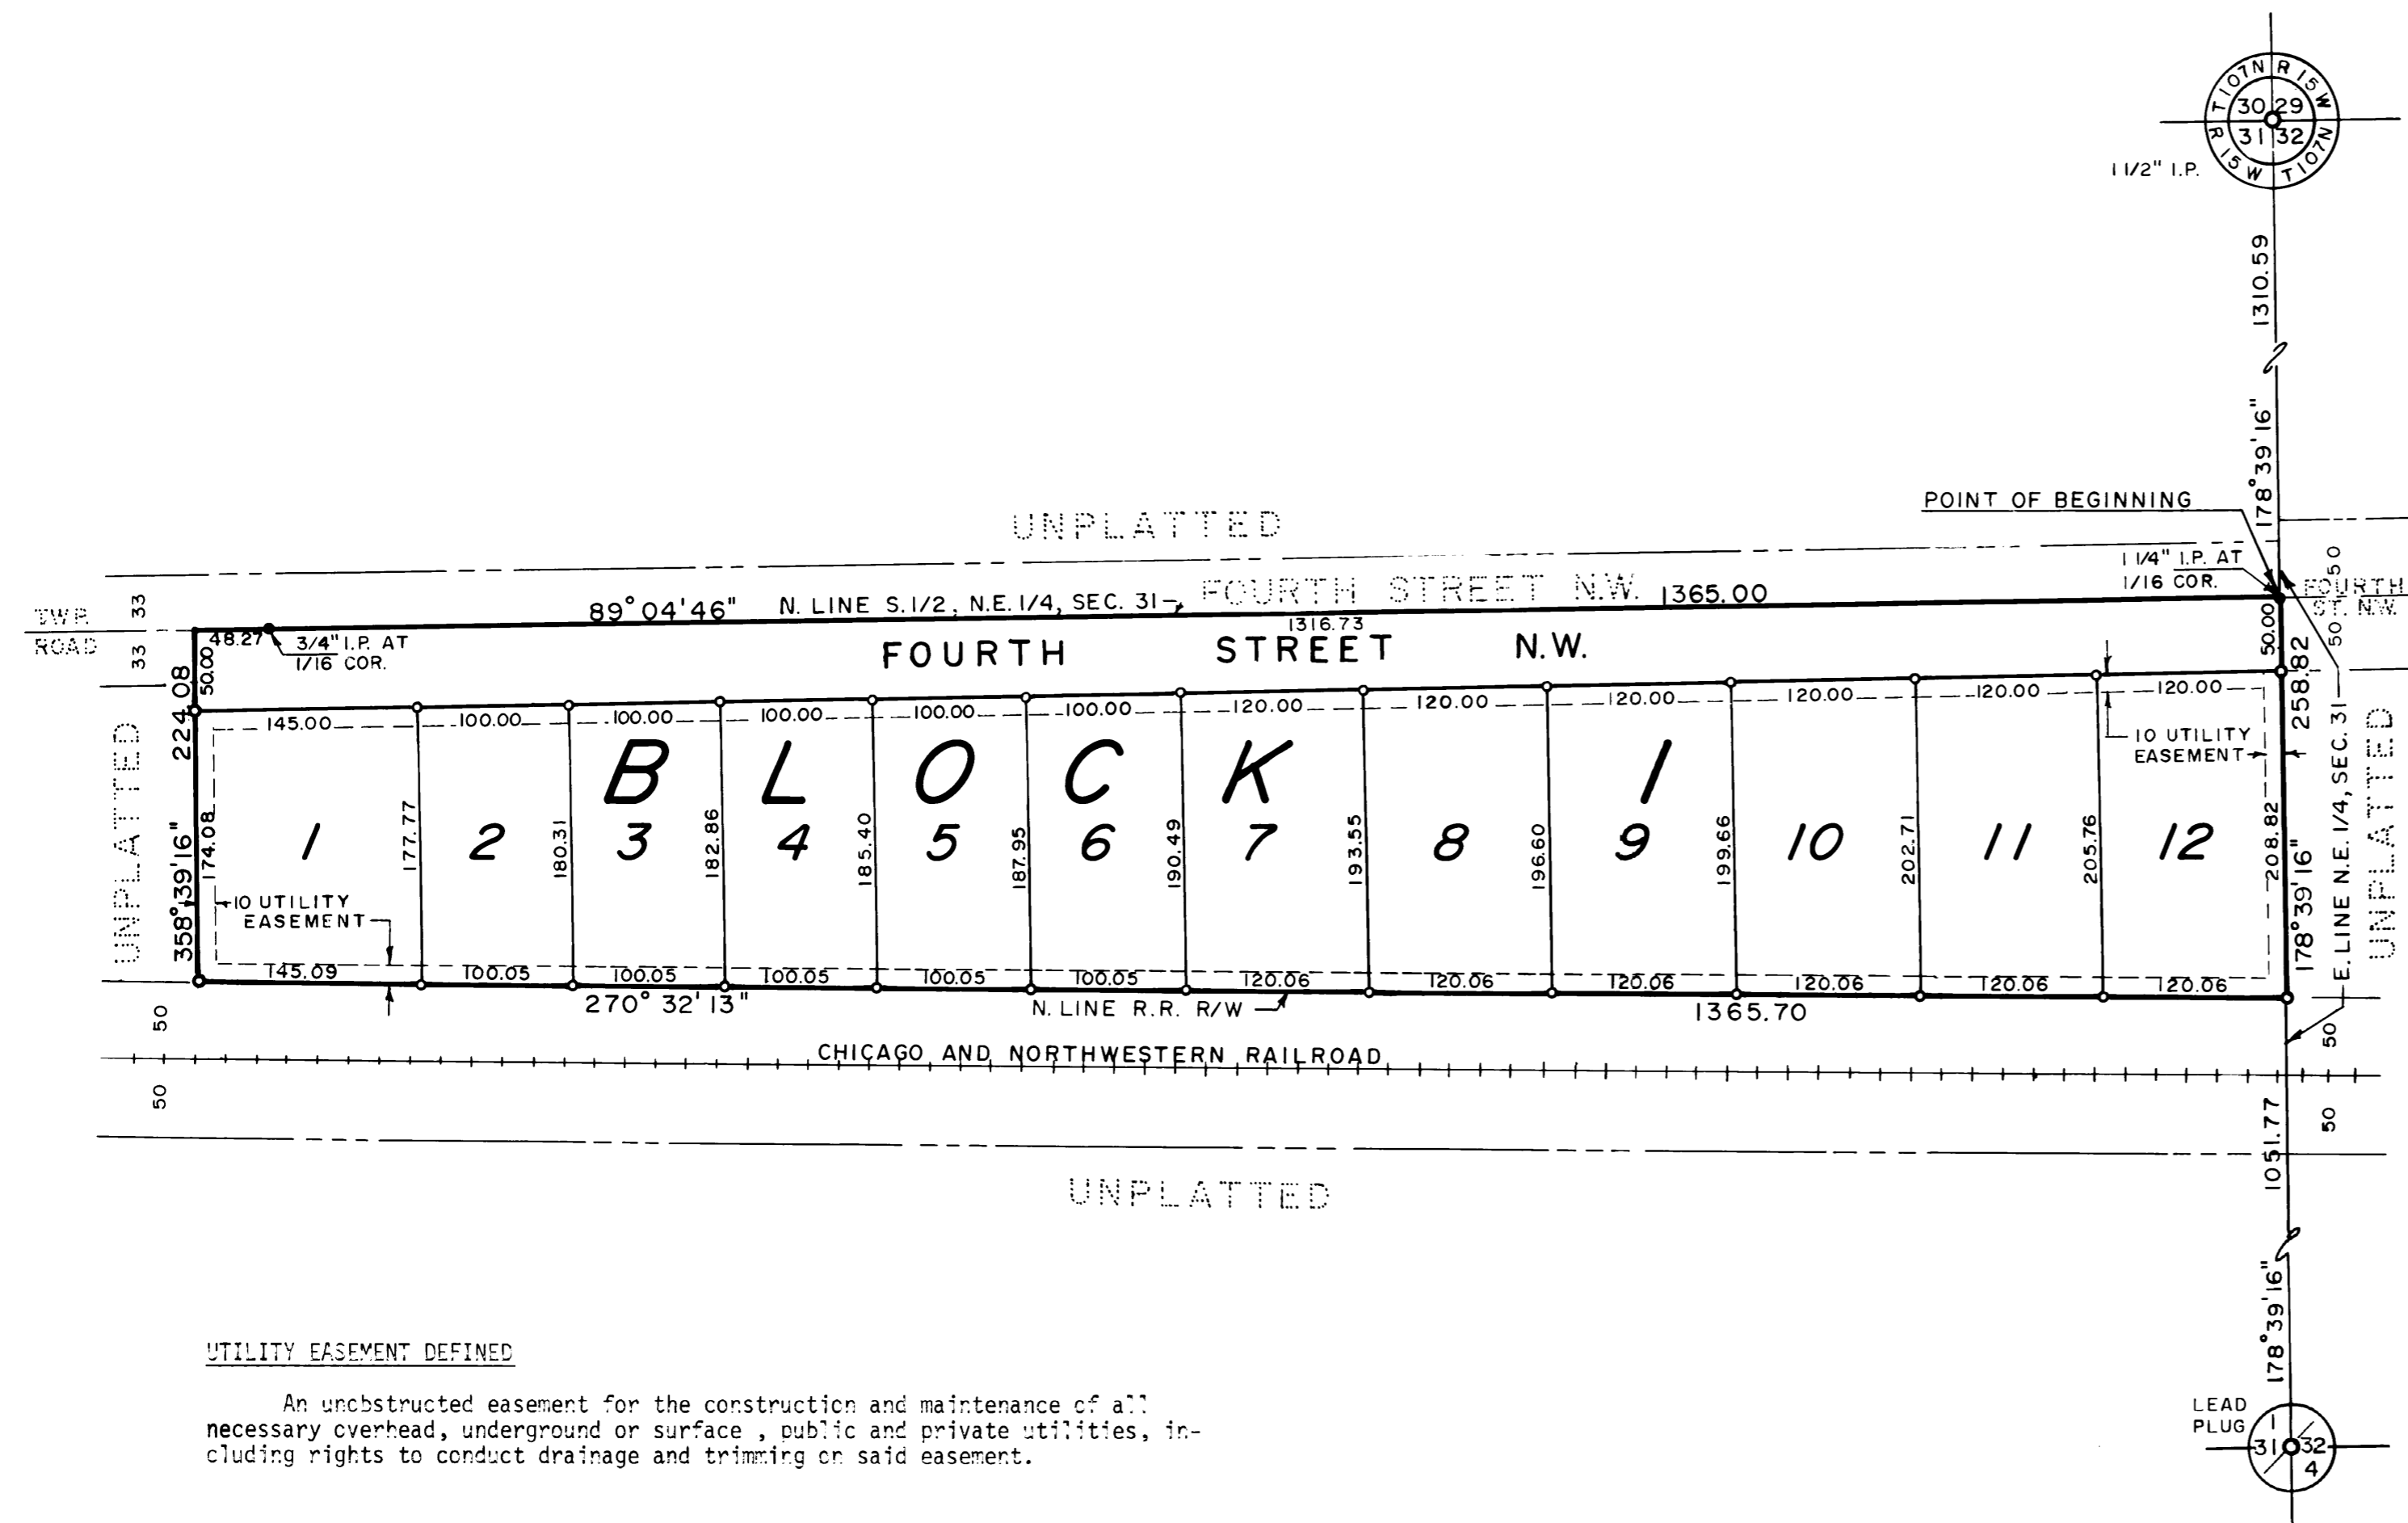 T107N R15W
30 29
31 32
R15W T107N
1 1/2" I.P.
1310.59
178°39'16"
POINT OF BEGINNING
UNPLATTED
1 1/4" I.P. AT
1/16 COR.
50
50
FOURTH
ST. N.W.
TWP.
ROAD
33
33
89°04'46"
N. LINE S.1/2, N.E.1/4, SEC. 31
FOURTH STREET N.W.
1365.00
48.27
3/4" I.P. AT
1/16 COR.
1316.73
FOURTH STREET N.W.
50.00
50.00
224.08
258.82
145.00
100.00
100.00
100.00
100.00
100.00
120.00
120.00
120.00
120.00
120.00
120.00
10 UTILITY
EASEMENT
BLOCK 1
UNPLATTED
358°39'16"
174.08
1
177.77
2
180.31
3
182.86
4
185.40
5
187.95
6
190.49
7
193.55
8
196.60
9
199.66
10
202.71
11
205.76
12
208.82
178°39'16"
E. LINE N.E.1/4, SEC. 31
UNPLATTED
10 UTILITY
EASEMENT
145.09
100.05
100.05
100.05
100.05
100.05
120.06
120.06
120.06
120.06
120.06
120.06
270°32'13"
N. LINE R.R. R/W
1365.70
50
50
CHICAGO AND NORTHWESTERN RAILROAD
50
50
1051.77
UNPLATTED
178°39'16"
UTILITY EASEMENT DEFINED
An unobstructed easement for the construction and maintenance of all
necessary overhead, underground or surface , public and private utilities, in-
cluding rights to conduct drainage and trimming on said easement.
LEAD
PLUG
1
31 32
4